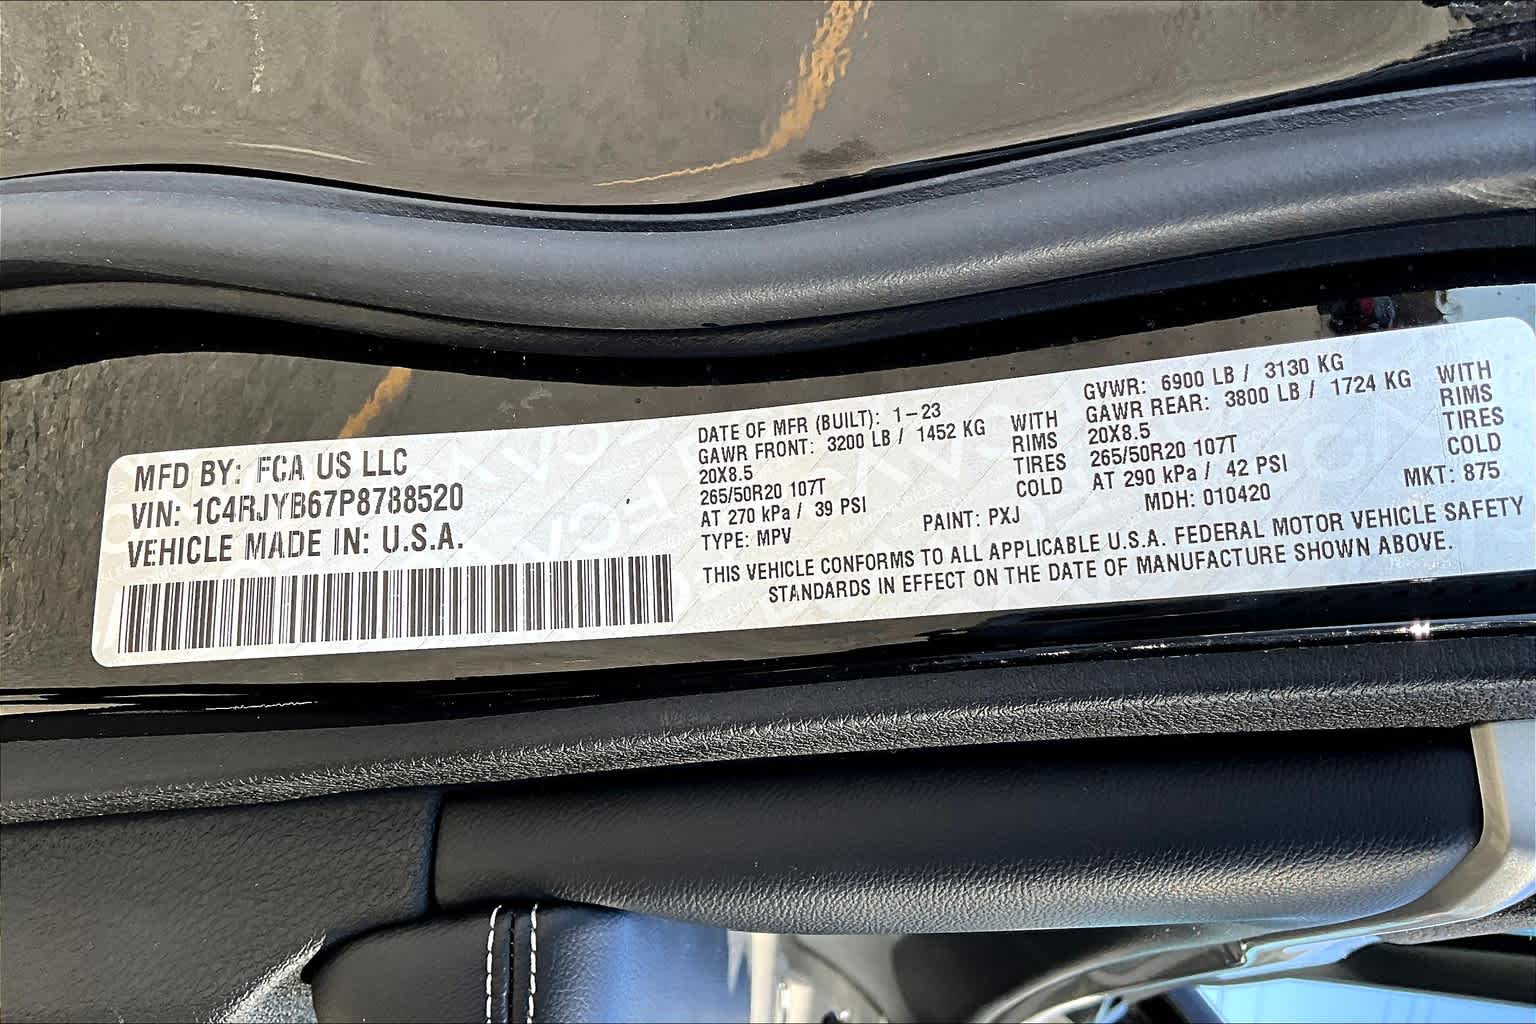 MFD BY: FCA US LLC
VIN: 1C4RJYB67P8788520
VEHICLE MADE IN: U.S.A.
DATE OF MFR (BUILT): 1-23
GAWR FRONT: 3200 LB / 1452 KG WITH
20X8.5 RIMS
265/50R20 107T TIRES
AT 270 kPa / 39 PSI COLD
TYPE: MPV PAINT: PXJ
GVWR: 6900 LB / 3130 KG
GAWR REAR: 3800 LB / 1724 KG WITH
20X8.5 RIMS
265/50R20 107T TIRES
AT 290 kPa / 42 PSI COLD
MDH: 010420 MKT: 875
THIS VEHICLE CONFORMS TO ALL APPLICABLE U.S.A. FEDERAL MOTOR VEHICLE SAFETY
STANDARDS IN EFFECT ON THE DATE OF MANUFACTURE SHOWN ABOVE.